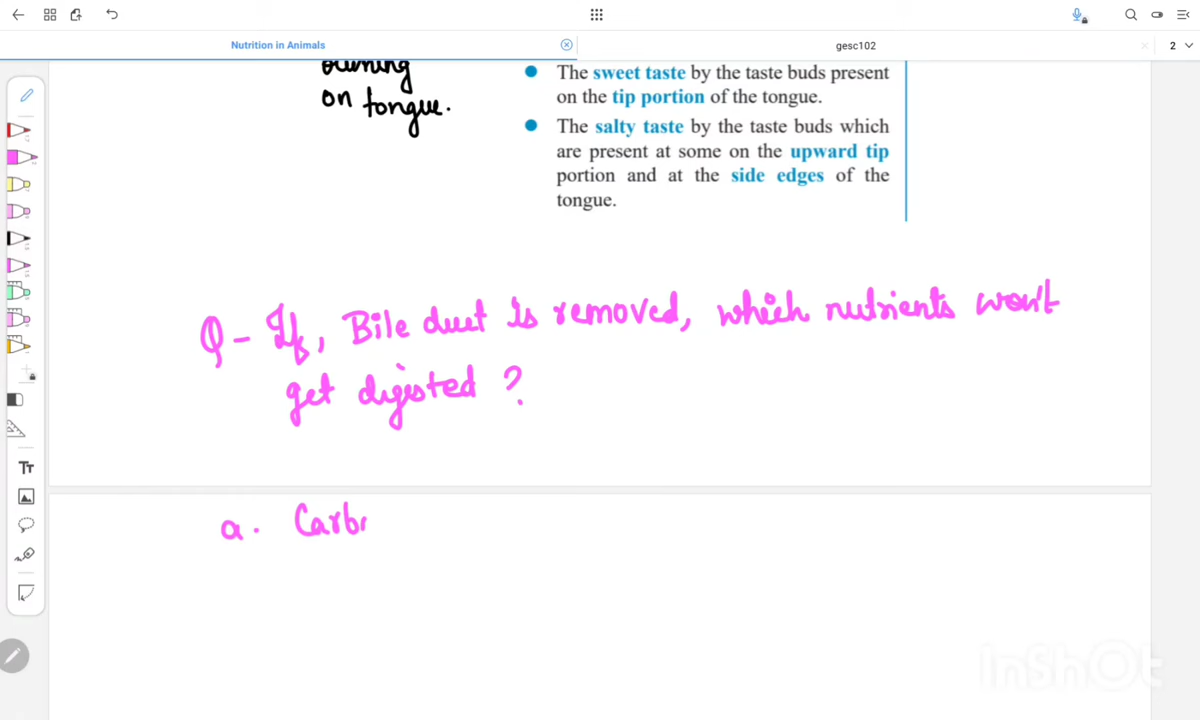 Nutrition in Animals
gesc102
2
on tongue.
The sweet taste by the taste buds present
on the tip portion of the tongue.
The salty taste by the taste buds which
are present at some on the upward tip
portion and at the side edges of the
tongue.
Q - If, Bile duct is removed, which nutrients won't
get digested ?
a. Carb
TT
InShOt